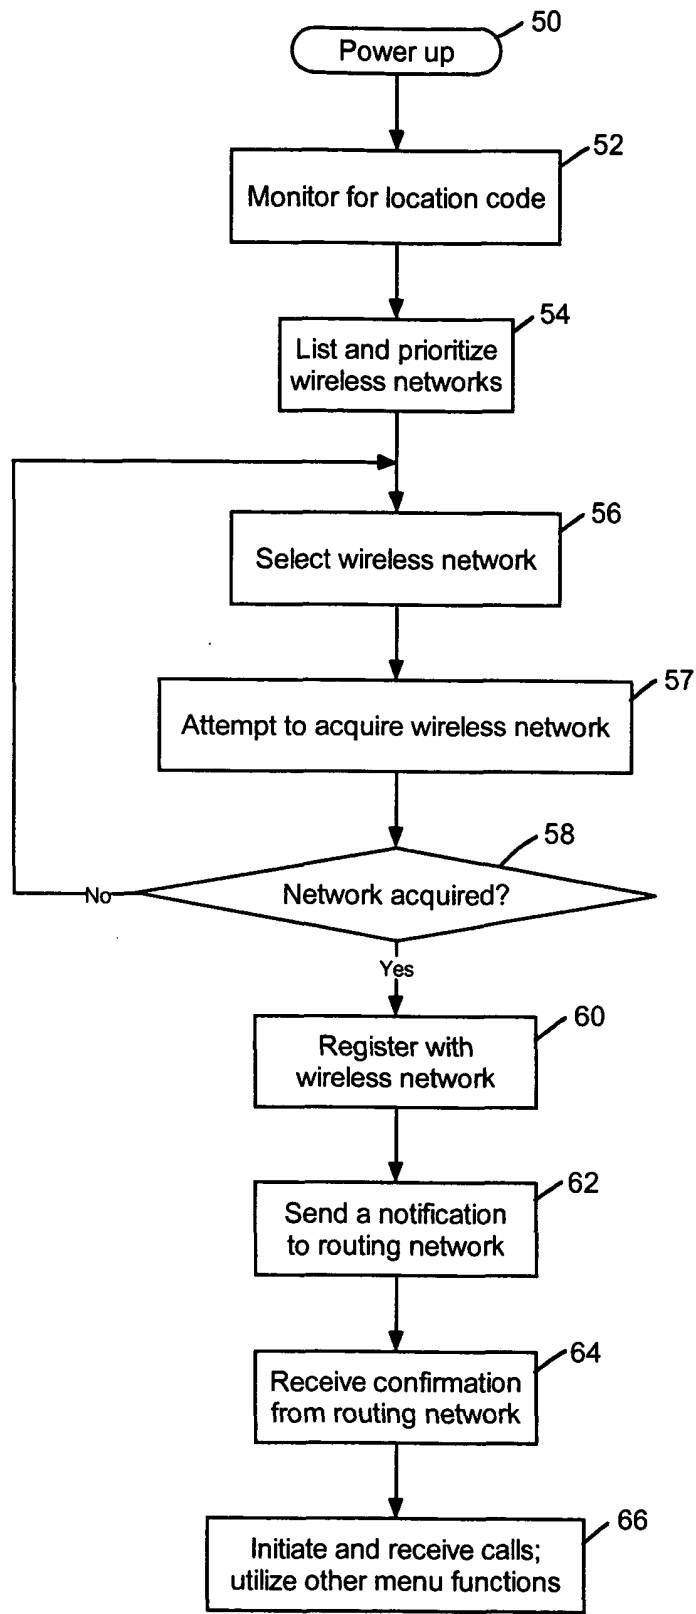 50
Power up
52
Monitor for location code
54
List and prioritize
wireless networks
56
Select wireless network
57
Attempt to acquire wireless network
58
Network acquired?
No
Yes
60
Register with
wireless network
62
Send a notification
to routing network
64
Receive confirmation
from routing network
66
Initiate and receive calls;
utilize other menu functions